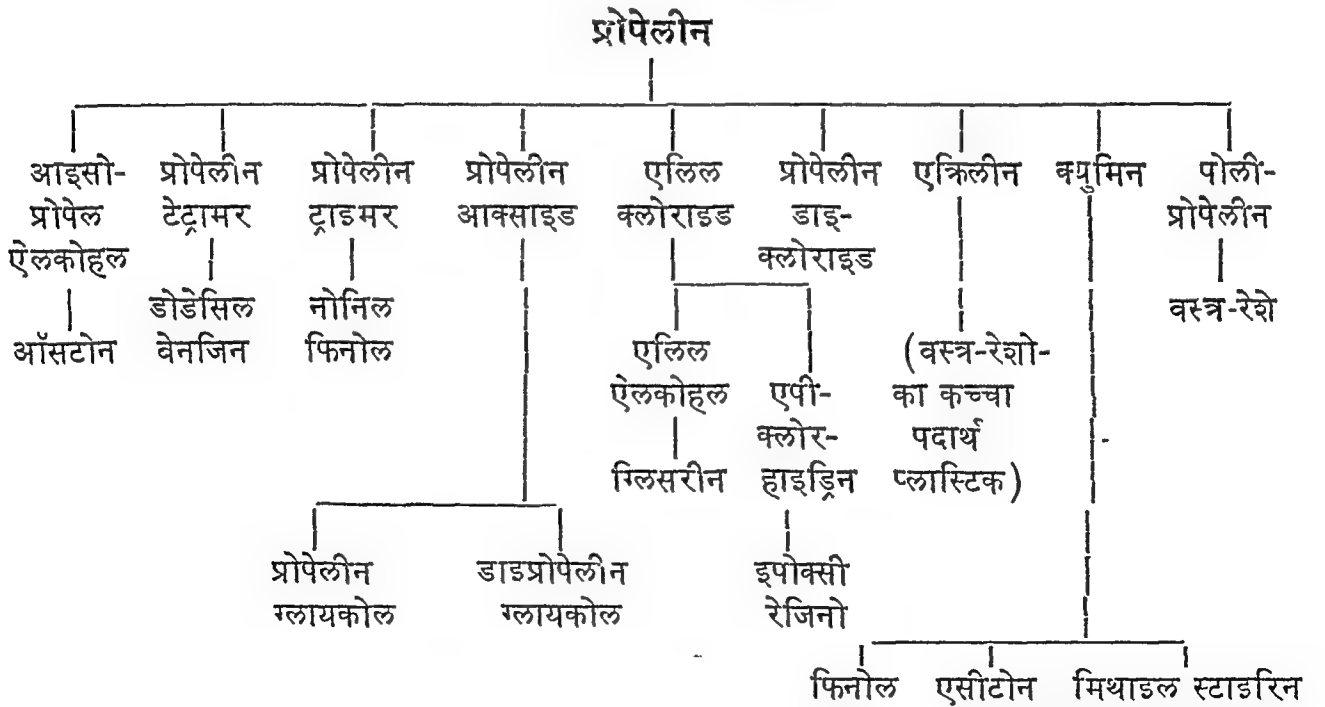 प्रोपेलीन
आइसो-
प्रोपेल
ऐलकोहल
ऑसटोन
प्रोपेलीन
टेट्रामर
डोडेसिल
वेनजिन
प्रोपेलीन
ट्राइमर
नोनिल
फिनोल
प्रोपेलीन
आक्साइड
प्रोपेलीन
ग्लायकोल
डाइप्रोपेलीन
ग्लायकोल
एलिल
क्लोराइड
एलिल
ऐलकोहल
ग्लिसरीन
एपी-
क्लोर-
हाइड्रिन
इपोक्सी
रेजिनो
प्रोपेलीन
डाइ-
क्लोराइड
एक्रिलीन
(वस्त्र-रेशो-
का कच्चा
पदार्थ
प्लास्टिक)
क्युमिन
फिनोल
एसीटोन
मिथाइल स्टाइरिन
पोली-
प्रोपेलीन
वस्त्र-रेशे